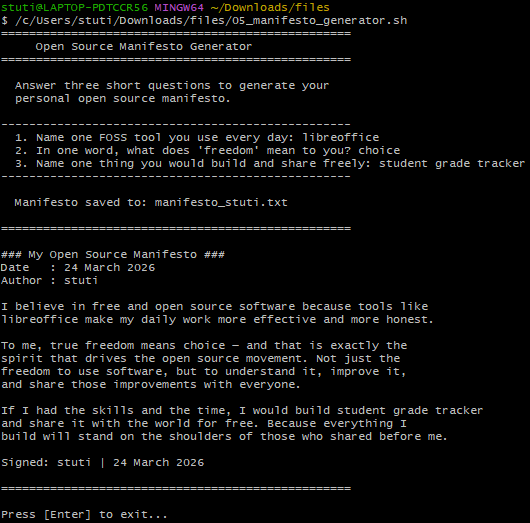 stuti@LAPTOP-PDTCCR56 MINGW64 ~/Downloads/files
$ /c/Users/stuti/Downloads/files/05_manifesto_generator.sh
==================================================
     Open Source Manifesto Generator
==================================================

  Answer three short questions to generate your
  personal open source manifesto.

--------------------------------------------------
  1. Name one FOSS tool you use every day: libreoffice
  2. In one word, what does 'freedom' mean to you? choice
  3. Name one thing you would build and share freely: student grade tracker
--------------------------------------------------

  Manifesto saved to: manifesto_stuti.txt

==================================================

### My Open Source Manifesto ###
Date   : 24 March 2026
Author : stuti

I believe in free and open source software because tools like
libreoffice make my daily work more effective and more honest.

To me, true freedom means choice — and that is exactly the
spirit that drives the open source movement. Not just the
freedom to use software, but to understand it, improve it,
and share those improvements with everyone.

If I had the skills and the time, I would build student grade tracker
and share it with the world for free. Because everything I
build will stand on the shoulders of those who shared before me.

Signed: stuti | 24 March 2026

==================================================

Press [Enter] to exit...